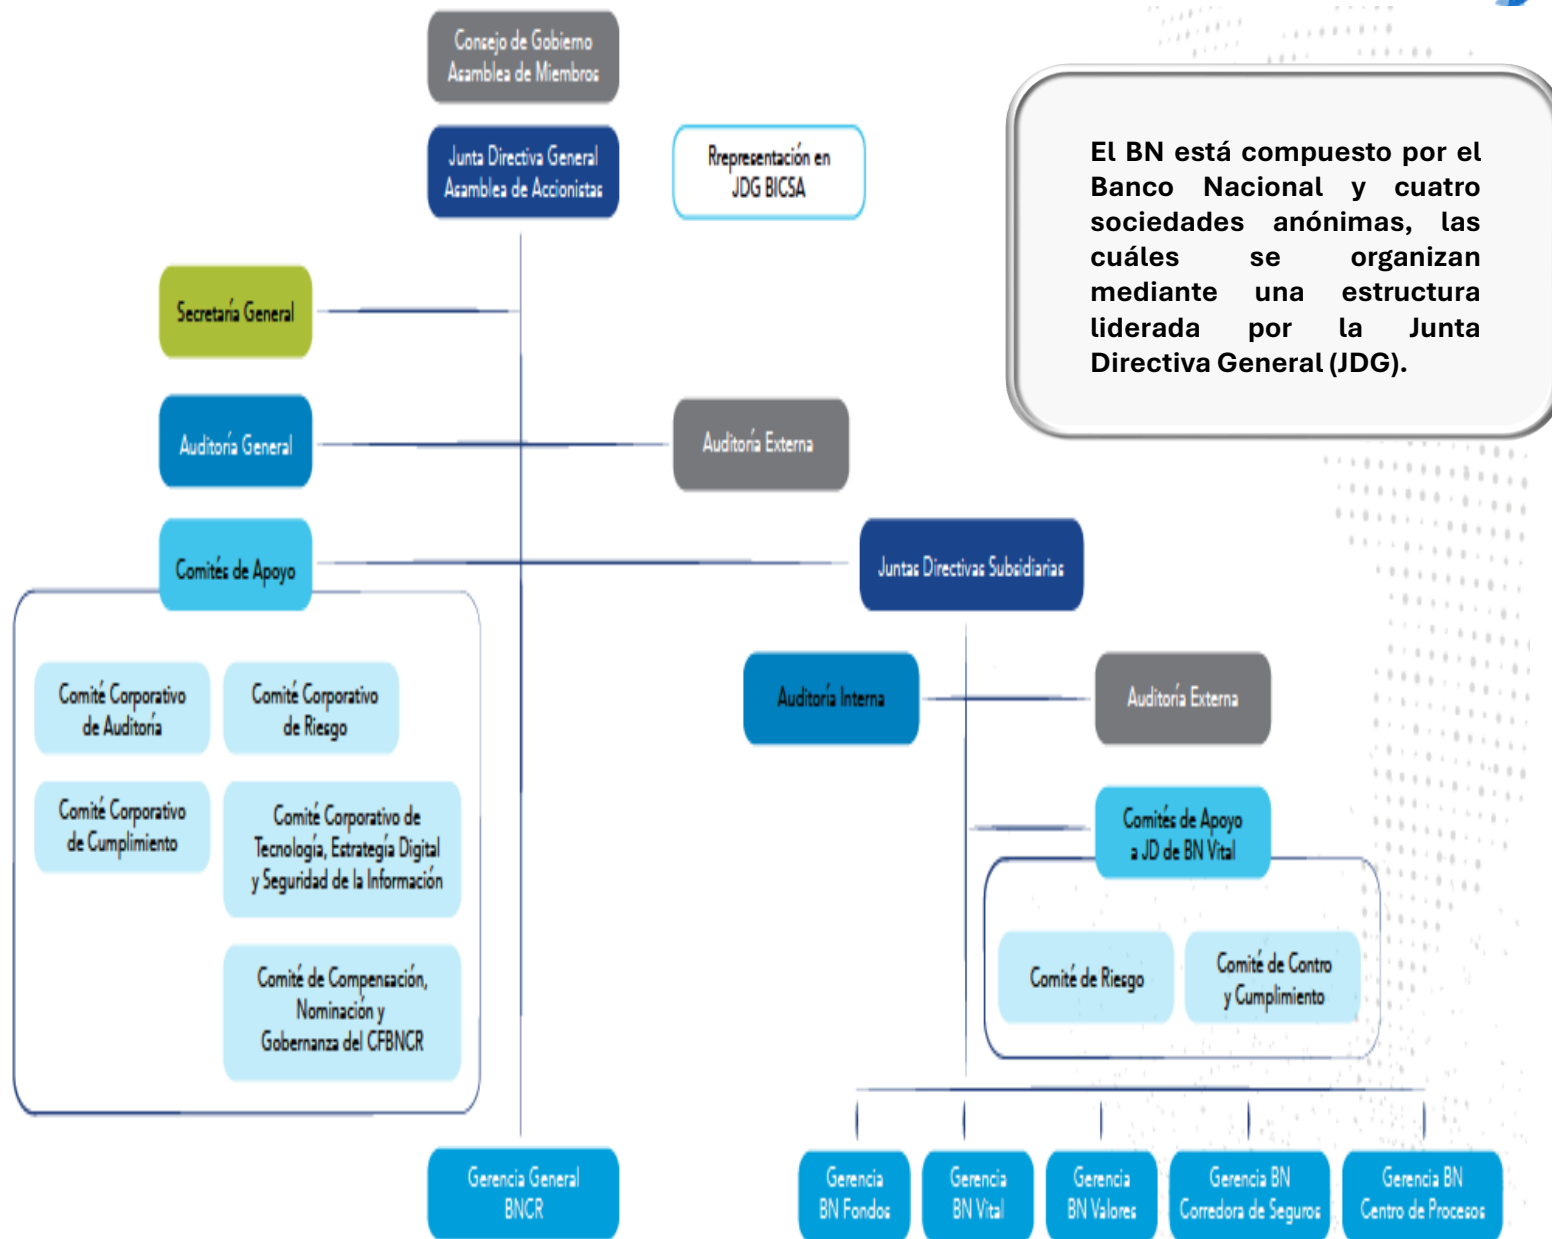 Consejo de Gobierno
Asamblea de Miembros
Junta Directiva General
Asamblea de Accionistas
Rrepresentación en
JDG BICSA
El BN está compuesto por el
Banco Nacional y cuatro
sociedades anónimas, las
cuáles se organizan
mediante una estructura
liderada por la Junta
Directiva General (JDG).
Secretaría General
Auditoría General
Auditoría Externa
Comités de Apoyo
Juntas Directivas Subsidiarias
Comité Corporativo
de Auditoría
Comité Corporativo
de Riesgo
Comité Corporativo
de Cumplimiento
Comité Corporativo de
Tecnología, Estrategía Digital
y Seguridad de la Información
Comité de Compensación,
Nominación y
Gobernanza del CFBNCR
Auditoría Interna
Auditoría Externa
Comités de Apoyo
a JD de BN Vital
Comité de Riesgo
Comité de Contro
y Cumplimiento
Gerencia General
BNCR
Gerencia
BN Fondos
Gerencia
BN Vital
Gerencia
BN Valores
Gerencia BN
Corredora de Seguros
Gerencia BN
Centro de Procesos